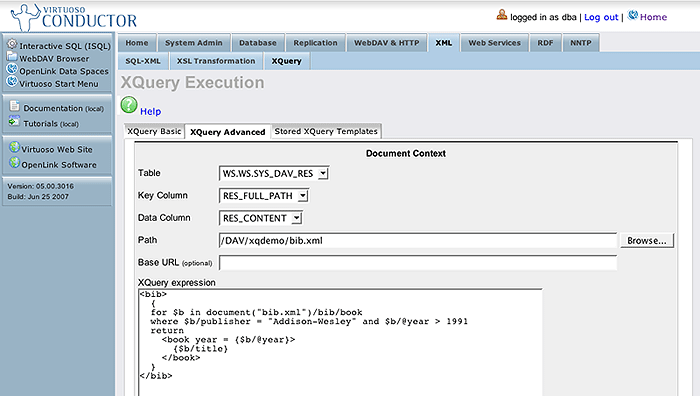 VIRTUOSO
CONDUCTOR
logged in as dba | Log out | Home
Interactive SQL (ISQL)
WebDAV Browser
OpenLink Data Spaces
Virtuoso Start Menu
Documentation (local)
Tutorials (local)
Virtuoso Web Site
OpenLink Software
Version: 05.00.3016
Build: Jun 25 2007
Home System Admin Database Replication WebDAV & HTTP XML Web Services RDF NNTP
SQL-XML XSL Transformation XQuery
XQuery Execution
Help
XQuery Basic XQuery Advanced Stored XQuery Templates
Document Context
Table WS.WS.SYS_DAV_RES
Key Column RES_FULL_PATH
Data Column RES_CONTENT
Path /DAV/xqdemo/bib.xml Browse...
Base URL (optional)
XQuery expression
<bib>
{
for $b in document("bib.xml")/bib/book
where $b/publisher = "Addison-Wesley" and $b/@year > 1991
return
<book year = {$b/@year}>
{$b/title}
</book>
}
</bib>